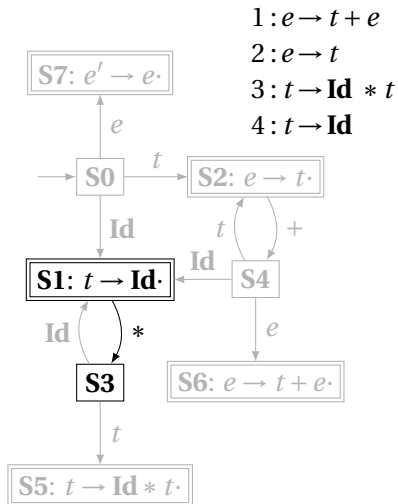 1 : e → t + e
2 : e → t
3 : t → Id * t
4 : t → Id
S7: e′ → e·
e
S0
t
S2: e → t·
Id
t
+
S1: t → Id·
Id
S4
Id
*
e
S3
S6: e → t + e·
t
S5: t → Id * t·